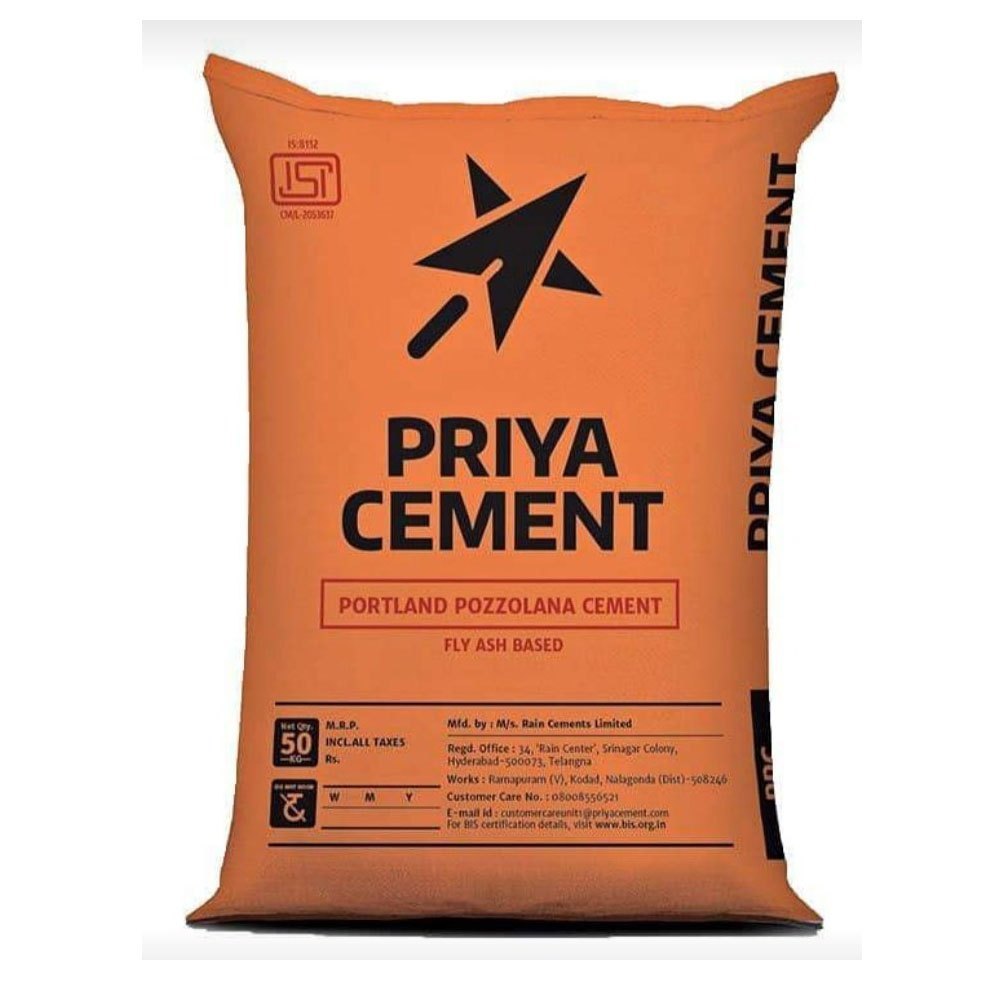 IS:8112
ISI
CM/L-2053637
PRIYA
CEMENT
PORTLAND POZZOLANA CEMENT
FLY ASH BASED
Net Qty.
50
KG
M.R.P.
INCL.ALL TAXES
Rs.
W M Y
Mfd. by : M/s. Rain Cements Limited
Regd. Office : 34, 'Rain Center', Srinagar Colony,
Hyderabad-500073, Telangna
Works : Ramapuram (V), Kodad, Nalagonda (Dist)-508246
Customer Care No. : 08008556521
E-mail id : customercareunit1@priyacement.com
For BIS certification details, visit www.bis.org.in
PRIYA CEMENT
PPC